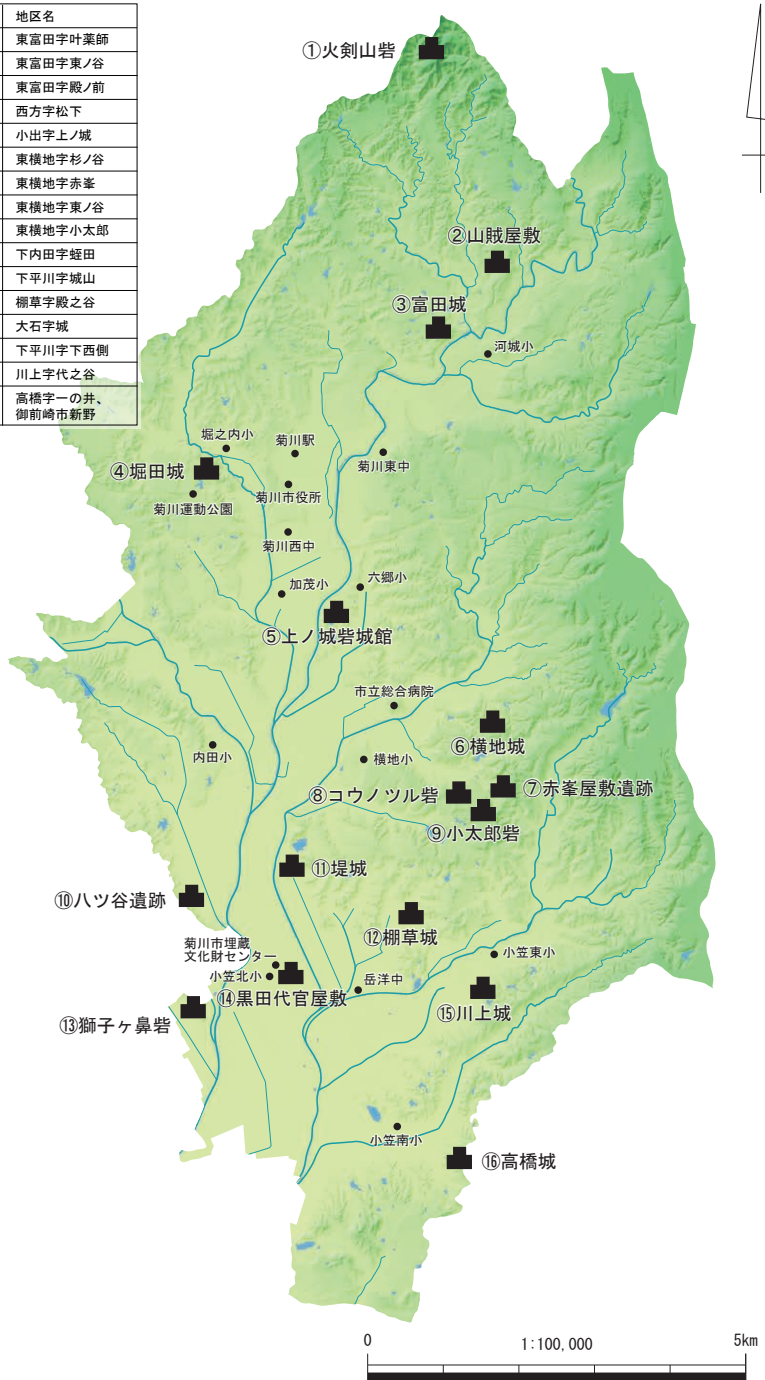 地区名
東富田字叶薬師
東富田字東ノ谷
東富田字殿ノ前
西方字松下
小出字上ノ城
東横地字杉ノ谷
東横地字赤峯
東横地字東ノ谷
東横地字小太郎
下内田字蛭田
下平川字城山
棚草字殿之谷
大石字城
下平川字下西側
川上字代之谷
高橋字一の井、
御前崎市新野
①火剣山砦
②山賊屋敷
③富田城
河城小
堀之内小
菊川駅
菊川東中
④堀田城
菊川運動公園
菊川市役所
菊川西中
加茂小
六郷小
⑤上ノ城砦城館
市立総合病院
⑥横地城
内田小
横地小
⑦赤峯屋敷遺跡
⑧コウノツル砦
⑨小太郎砦
⑩八ツ谷遺跡
⑪堤城
⑫棚草城
菊川市埋蔵
文化財センター
小笠北小
小笠東小
岳洋中
⑭黒田代官屋敷
⑮川上城
⑬獅子ヶ鼻砦
小笠南小
⑯高橋城
0
1:100,000
5km